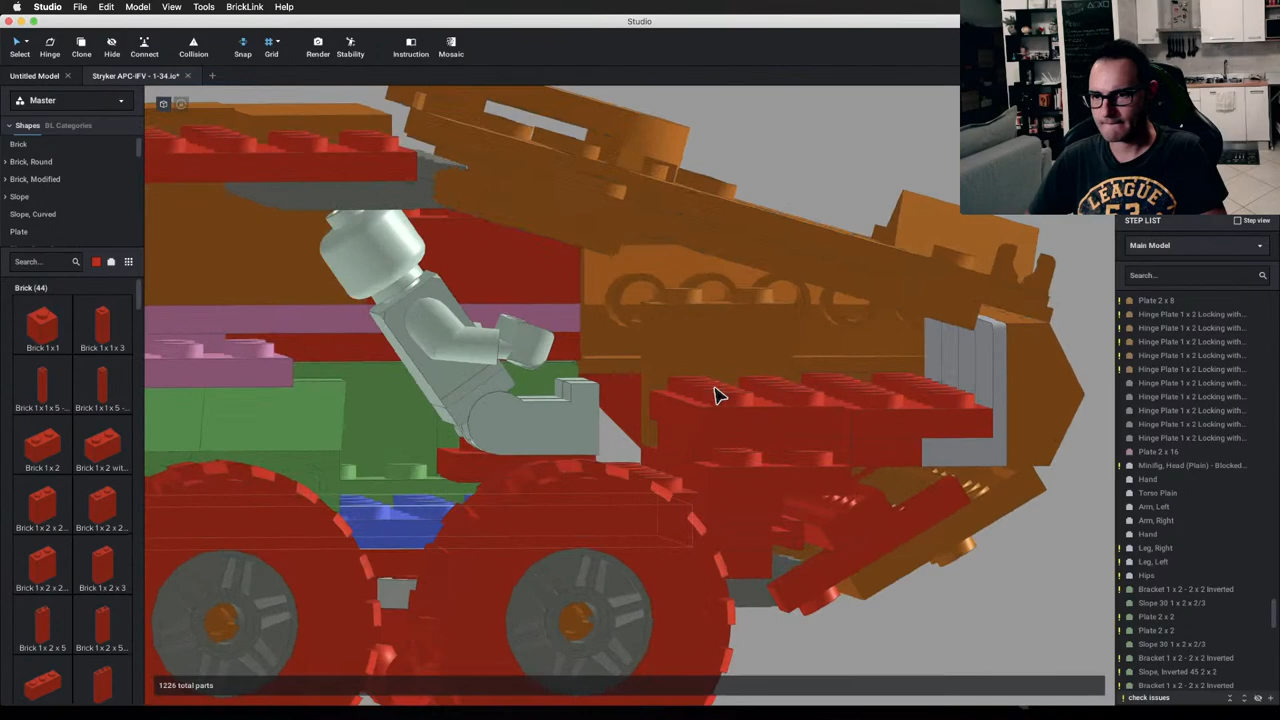 Studio File Edit Model View Tools BrickLink Help
Studio
Select Hinge Clone Hide Connect Collision Snap Grid Render Stability Instruction Mosaic
Untitled Model Stryker APC-IFV - 1-34.io*
Master
Shapes BL Categories
Brick
Brick, Round
Brick, Modified
Slope
Slope, Curved
Plate
Search...
Brick (44)
Brick 1 x 1 Brick 1 x 1 x 3
Brick 1 x 1 x 5 -... Brick 1 x 1 x 5 -...
Brick 1 x 2 Brick 1 x 2 wit...
Brick 1 x 2 x 2... Brick 1 x 2 x 2...
Brick 1 x 2 x 2... Brick 1 x 2 x 3
Brick 1 x 2 x 5 Brick 1 x 2 x 5...
1226 total parts
LEAGUE
STEP LIST Step view
Main Model
Search...
Plate 2 x 8
Hinge Plate 1 x 2 Locking with...
Hinge Plate 1 x 2 Locking with...
Hinge Plate 1 x 2 Locking with...
Hinge Plate 1 x 2 Locking with...
Hinge Plate 1 x 2 Locking with...
Hinge Plate 1 x 2 Locking with...
Hinge Plate 1 x 2 Locking with...
Hinge Plate 1 x 2 Locking with...
Hinge Plate 1 x 2 Locking with...
Hinge Plate 1 x 2 Locking with...
Plate 2 x 16
Minifig, Head (Plain) - Blocked...
Hand
Torso Plain
Arm, Left
Arm, Right
Hand
Leg, Right
Leg, Left
Hips
Bracket 1 x 2 - 2 x 2 Inverted
Slope 30 1 x 2 x 2/3
Plate 2 x 2
Plate 2 x 2
Slope 30 1 x 2 x 2/3
Bracket 1 x 2 - 2 x 2 Inverted
Slope, Inverted 45 2 x 2
Bracket 1 x 2 - 2 x 2 Inverted
check issues